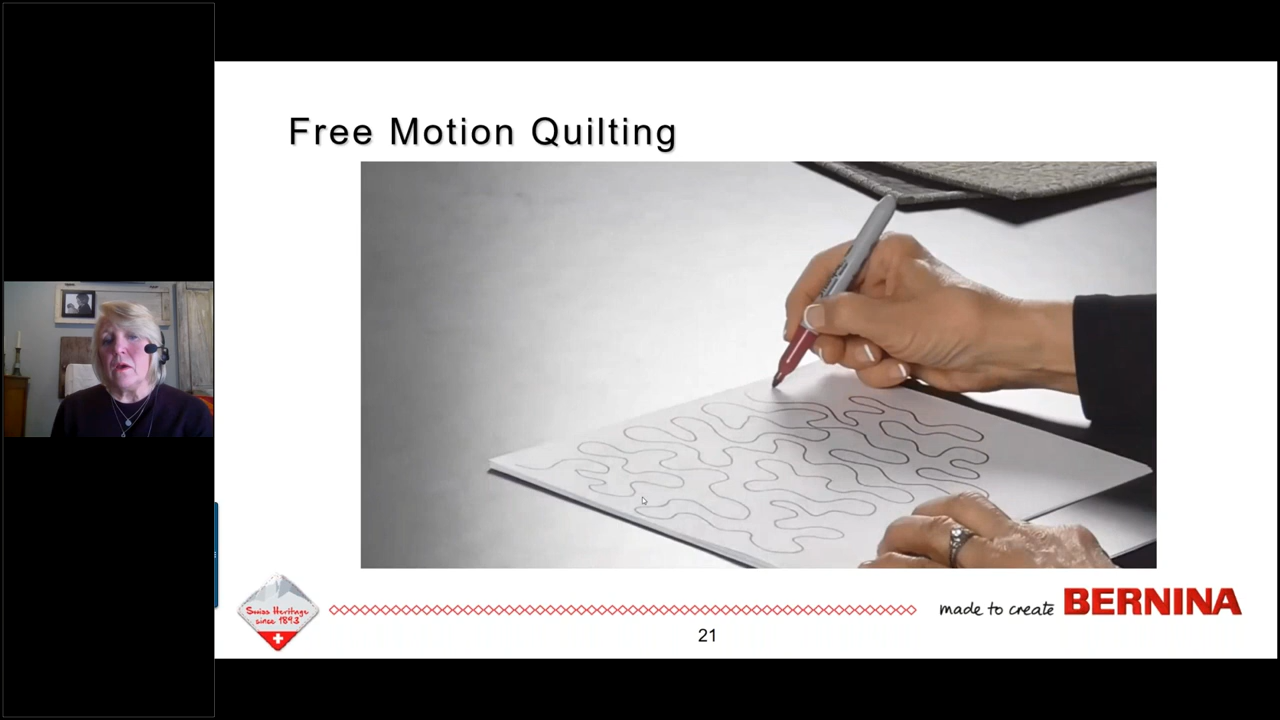 Free Motion Quilting
Swiss Heritage
since 1893
made to create BERNINA
21